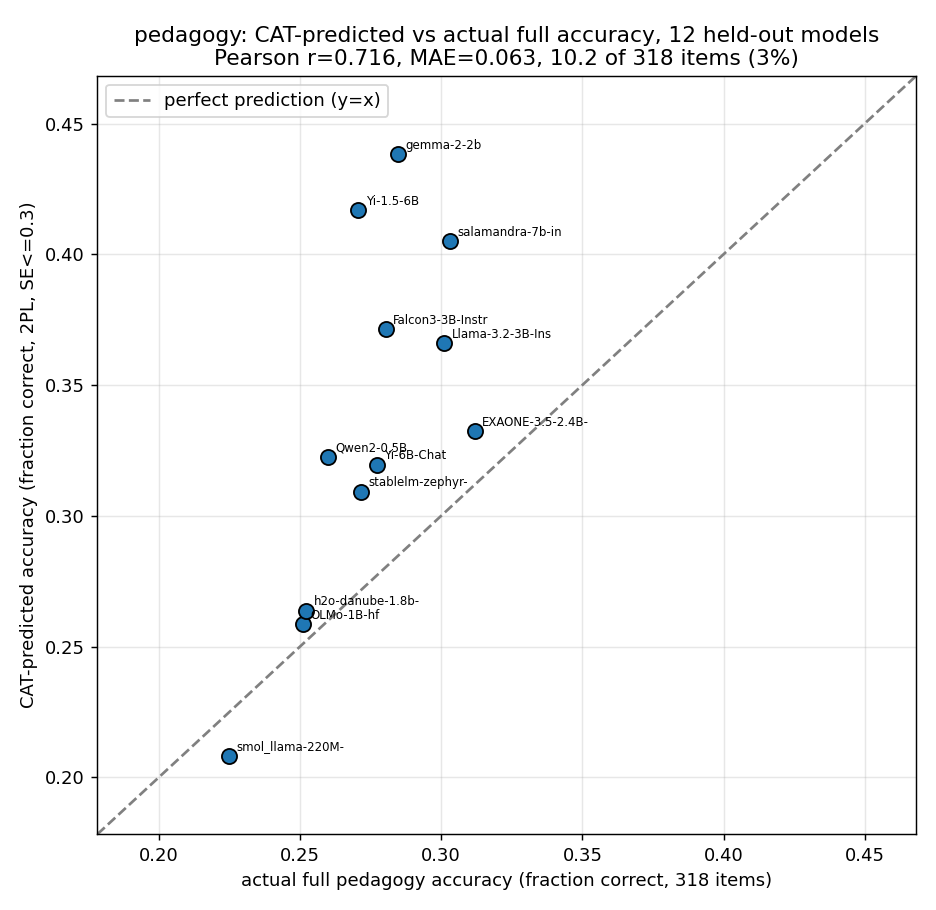 pedagogy: CAT-predicted vs actual full accuracy, 12 held-out models
Pearson r=0.716, MAE=0.063, 10.2 of 318 items (3%)
perfect prediction (y=x)
gemma-2-2b
Yi-1.5-6B
salamandra-7b-in
Falcon3-3B-Instr
Llama-3.2-3B-Ins
EXAONE-3.5-2.4B-
Qwen2-0.5B
Yi-6B-Chat
stablelm-zephyr-
h2o-danube-1.8b-
OLMo-1B-hf
smol_llama-220M-
0.45
0.40
0.35
0.30
0.25
0.20
CAT-predicted accuracy (fraction correct, 2PL, SE<=0.3)
0.20 0.25 0.30 0.35 0.40 0.45
actual full pedagogy accuracy (fraction correct, 318 items)